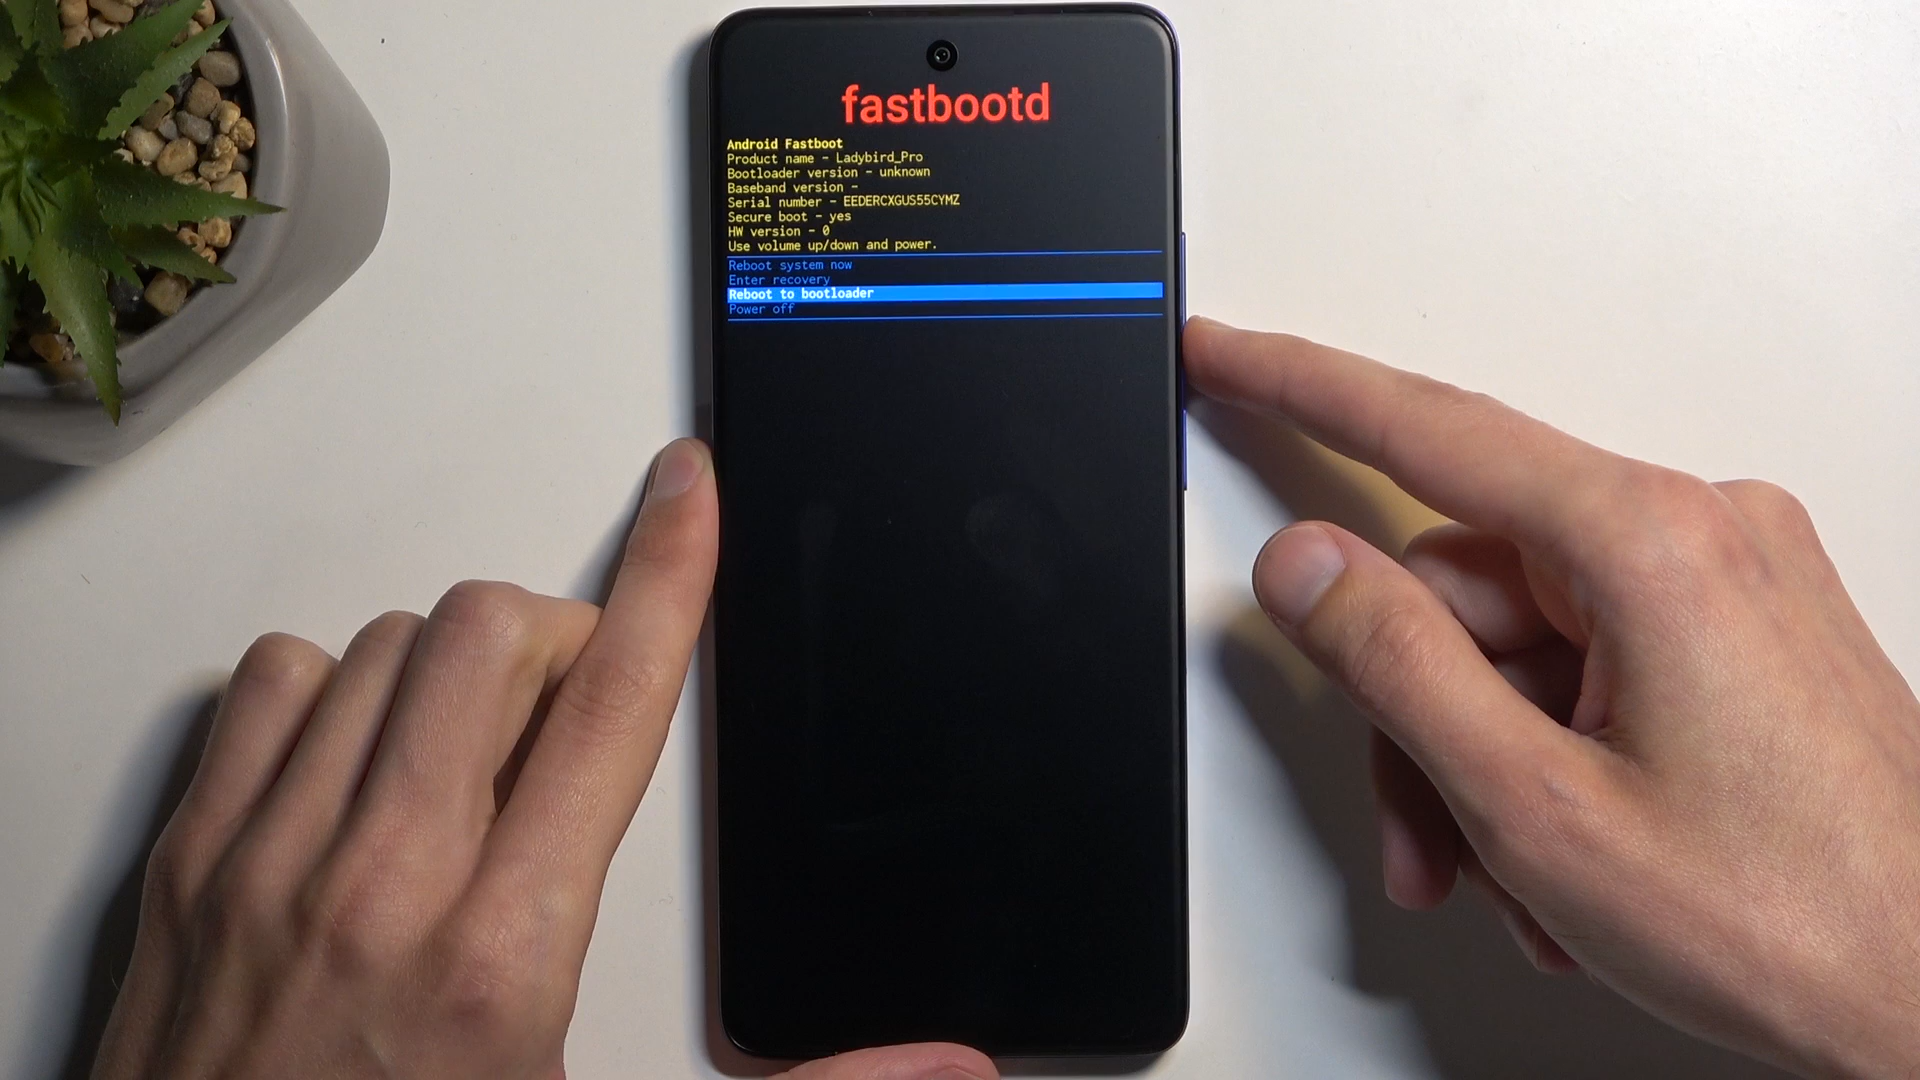 fastbootd
Android Fastboot
Product name - Ladybird_Pro
Bootloader version - unknown
Baseband version -
Serial number - EEDERCXGUS55CYMZ
Secure boot - yes
HW version - 0
Use volume up/down and power.
Reboot system now
Enter recovery
Reboot to bootloader
Power off